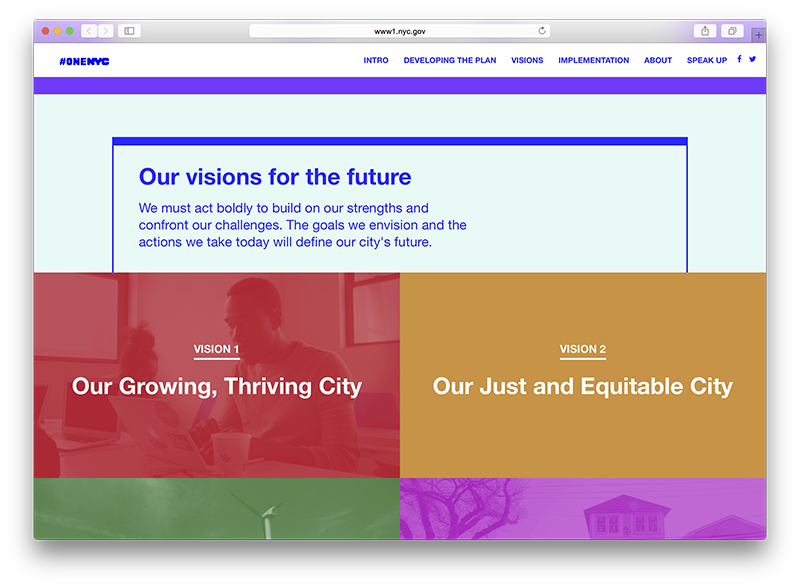 www1.nyc.gov
#ONENYC
INTRO DEVELOPING THE PLAN VISIONS IMPLEMENTATION ABOUT SPEAK UP
Our visions for the future
We must act boldly to build on our strengths and
confront our challenges. The goals we envision and the
actions we take today will define our city's future.
VISION 1
Our Growing, Thriving City
VISION 2
Our Just and Equitable City